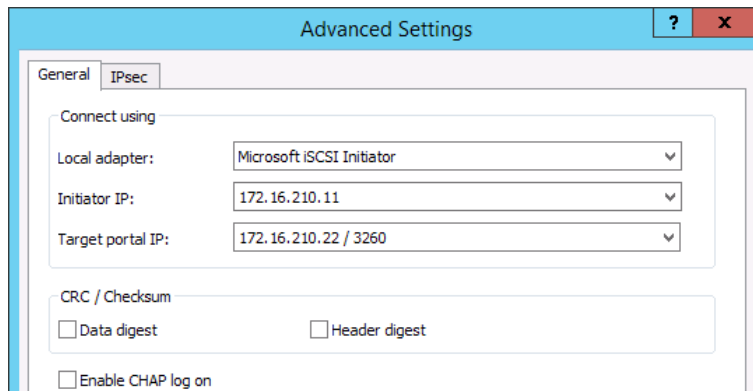 Advanced Settings
?
x
General
IPsec
Connect using
Local adapter:
Microsoft iSCSI Initiator
Initiator IP:
172.16.210.11
Target portal IP:
172.16.210.22 / 3260
CRC / Checksum
Data digest
Header digest
Enable CHAP log on